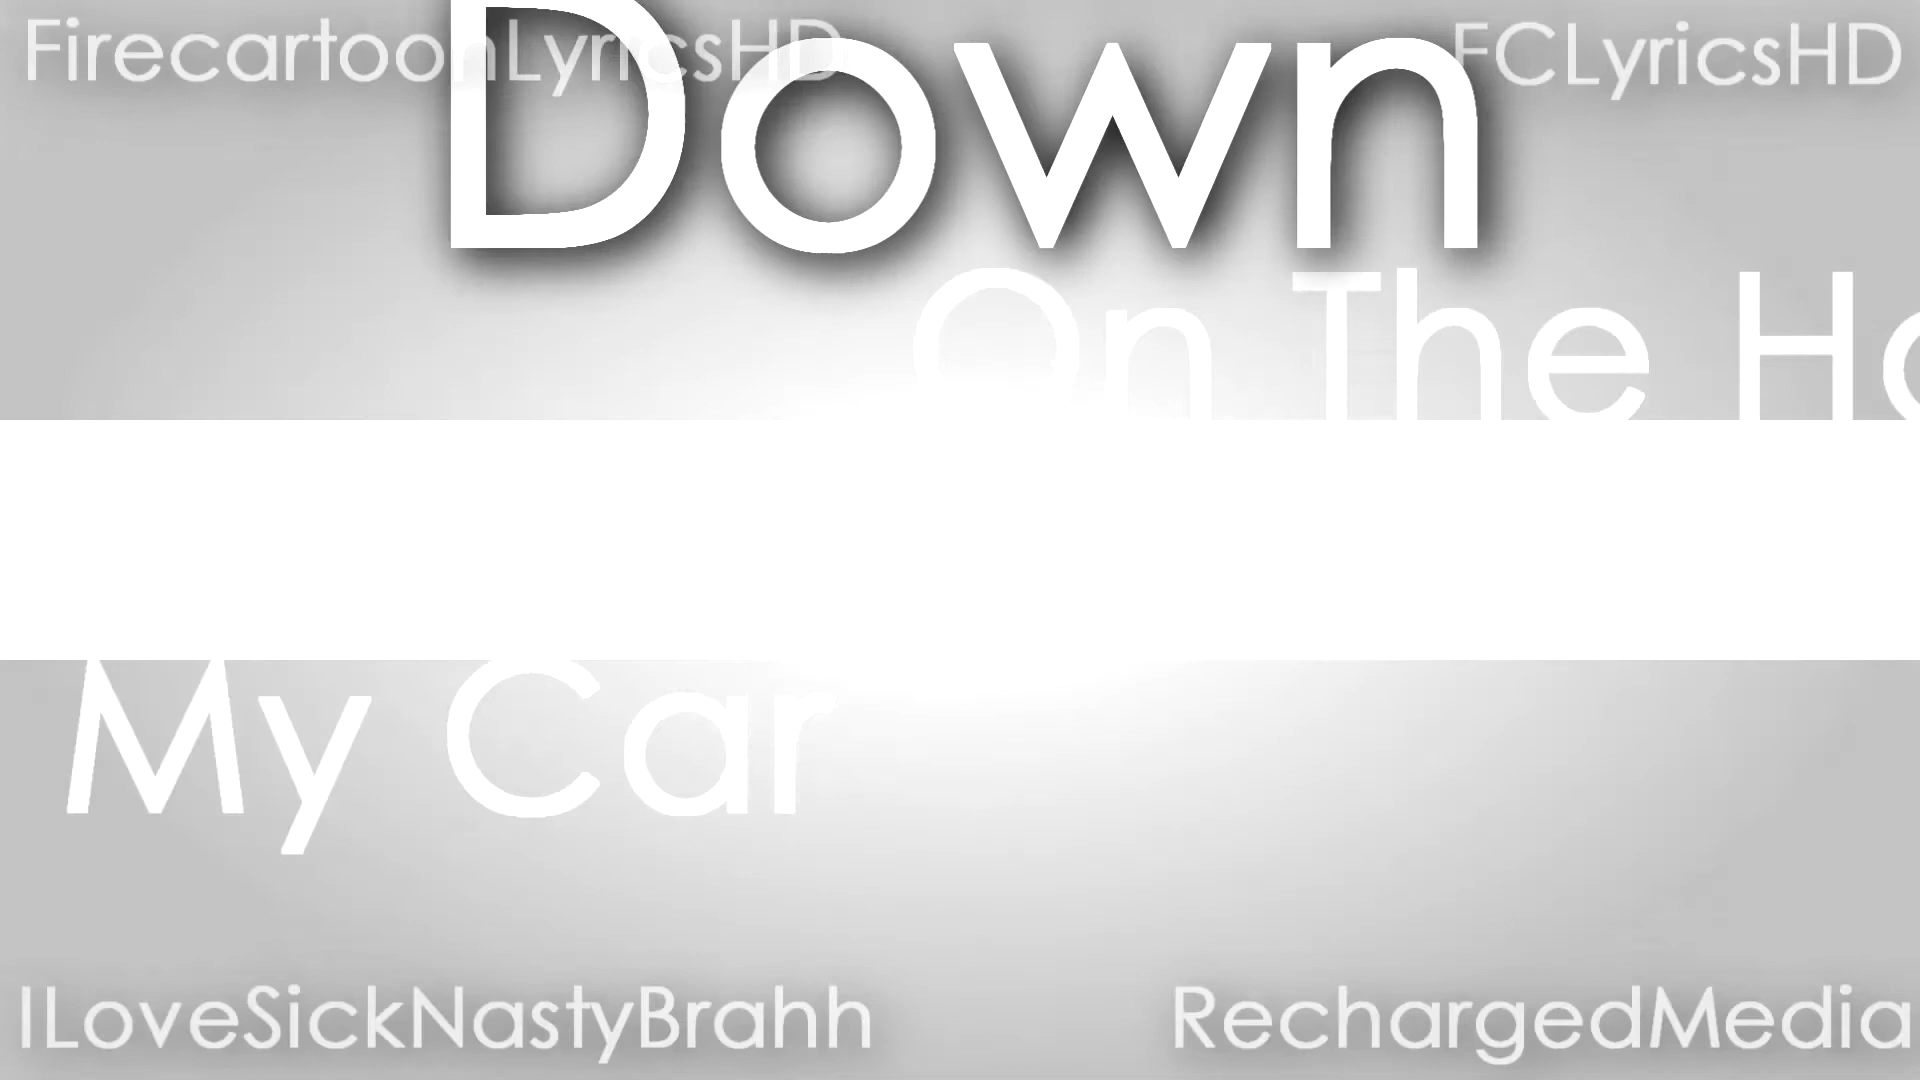 FirecartoonLyricsHD
FCLyricsHD
Down
On The
My Car
ILoveSickNastyBrahh
RechargedMedia